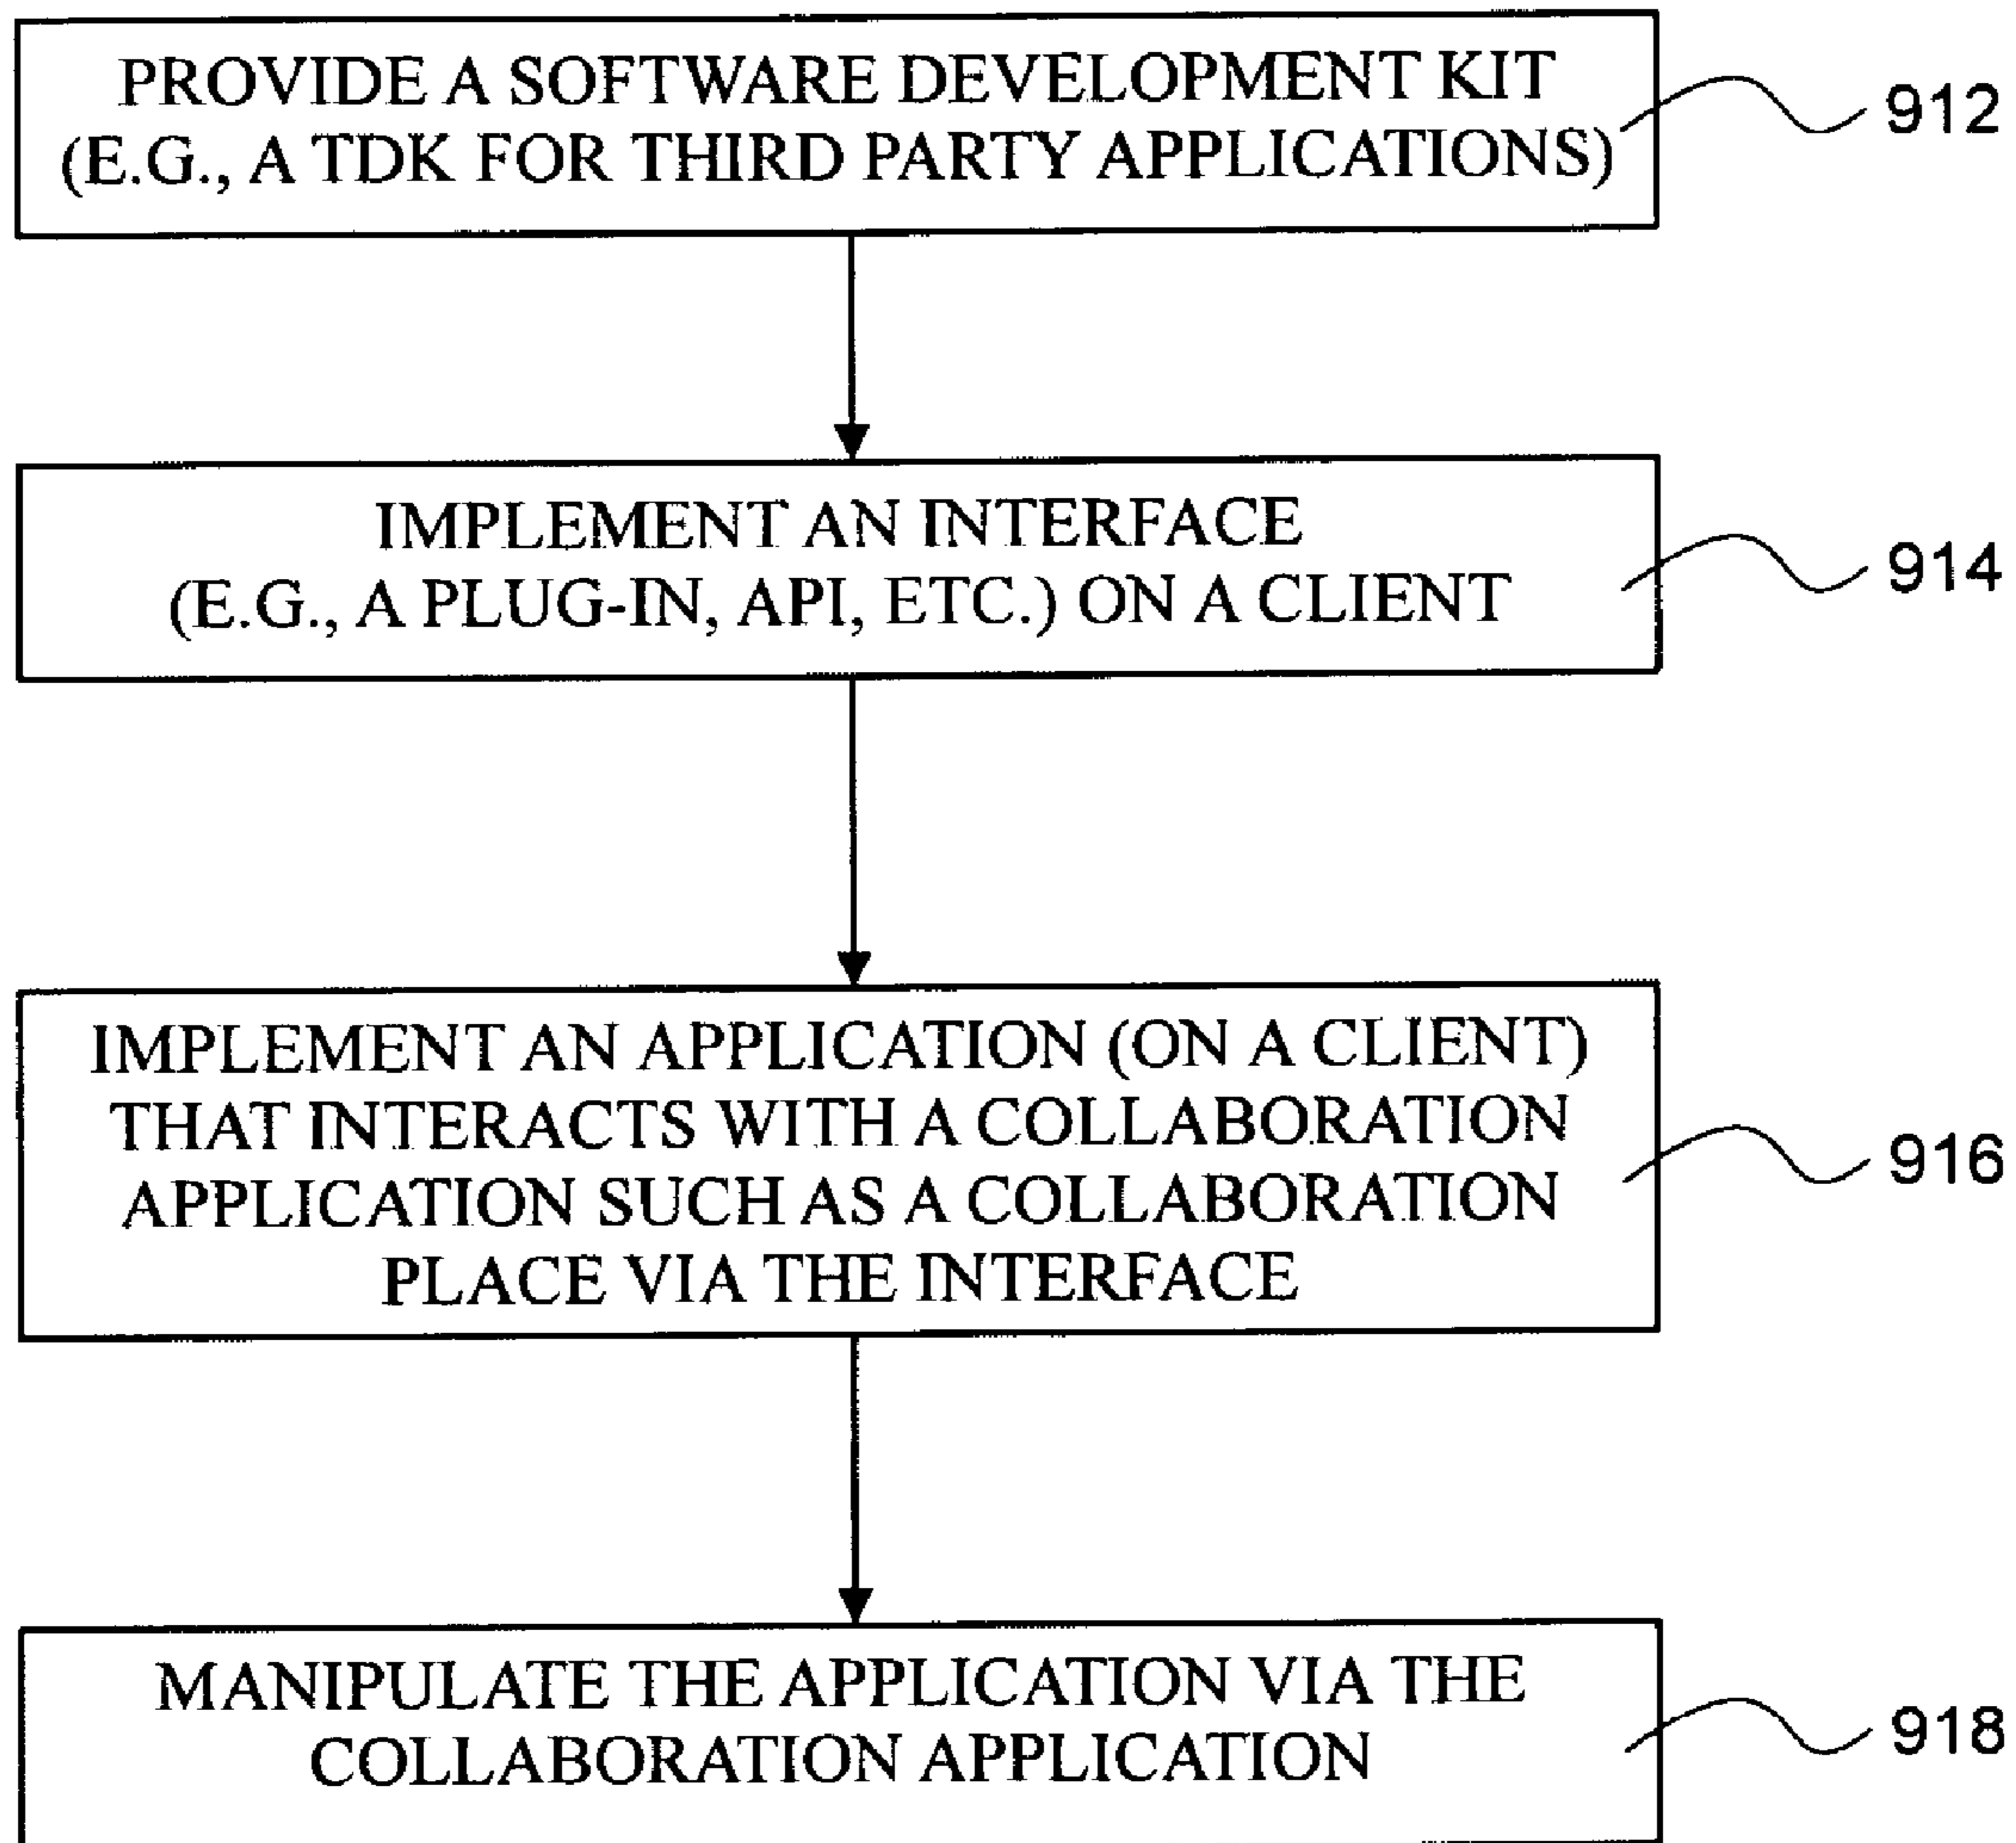 PROVIDE A SOFTWARE DEVELOPMENT KIT
(E.G., A TDK FOR THIRD PARTY APPLICATIONS)
912
IMPLEMENT AN INTERFACE
(E.G., A PLUG-IN, API, ETC.) ON A CLIENT
914
IMPLEMENT AN APPLICATION (ON A CLIENT)
THAT INTERACTS WITH A COLLABORATION
APPLICATION SUCH AS A COLLABORATION
PLACE VIA THE INTERFACE
916
MANIPULATE THE APPLICATION VIA THE
COLLABORATION APPLICATION
918